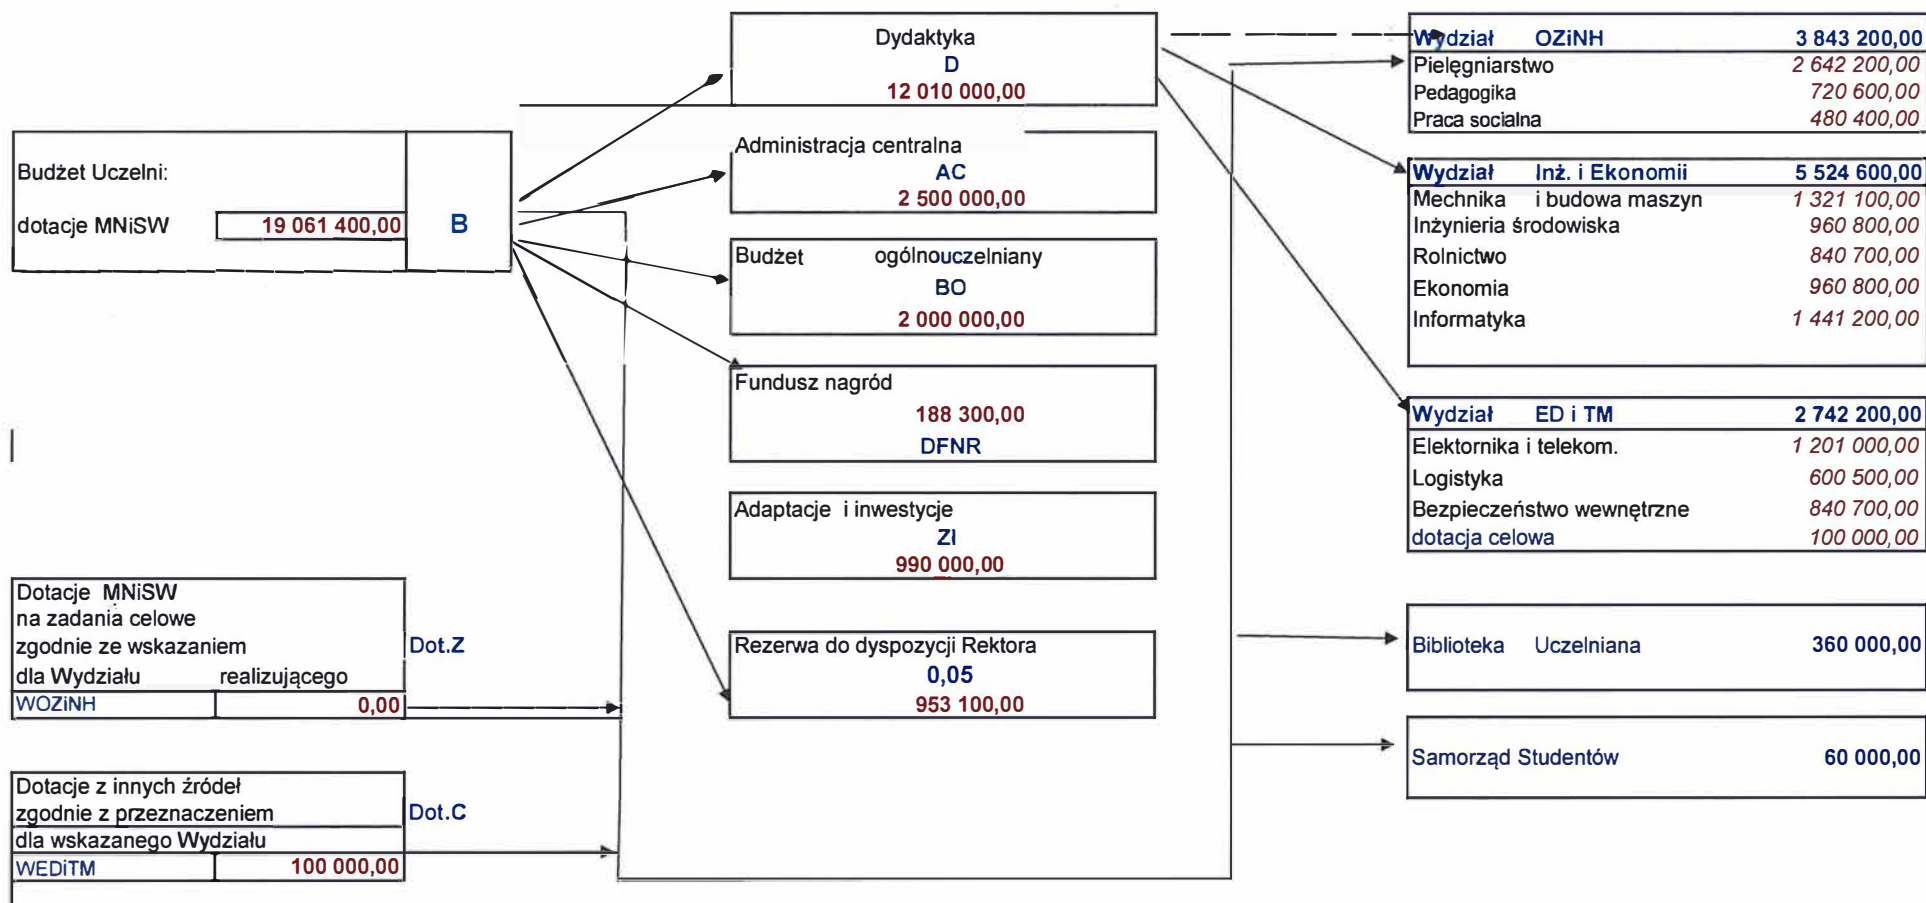 Budżet Uczelni:
dotacje MNiSW 19 061 400,00 B
Dotacje MNiSW
na zadania celowe
zgodnie ze wskazaniem Dot.Z
dla Wydziału realizującego
WOZiNH 0,00
Dotacje z innych źródeł
zgodnie z przeznaczeniem Dot.C
dla wskazanego Wydziału
WEDiTM 100 000,00
Dydaktyka
D
12 010 000,00
Administracja centralna
AC
2 500 000,00
Budżet ogólnouczelniany
BO
2 000 000,00
Fundusz nagród
188 300,00
DFNR
Adaptacje i inwestycje
ZI
990 000,00
Rezerwa do dyspozycji Rektora
0,05
953 100,00
Wydział OZiNH 3 843 200,00
Pielęgniarstwo 2 642 200,00
Pedagogika 720 600,00
Praca socialna 480 400,00
Wydział Inż. i Ekonomii 5 524 600,00
Mechnika i budowa maszyn 1 321 100,00
Inżynieria środowiska 960 800,00
Rolnictwo 840 700,00
Ekonomia 960 800,00
Informatyka 1 441 200,00
Wydział ED i TM 2 742 200,00
Elektornika i telekom. 1 201 000,00
Logistyka 600 500,00
Bezpieczeństwo wewnętrzne 840 700,00
dotacja celowa 100 000,00
Biblioteka Uczelniana 360 000,00
Samorząd Studentów 60 000,00